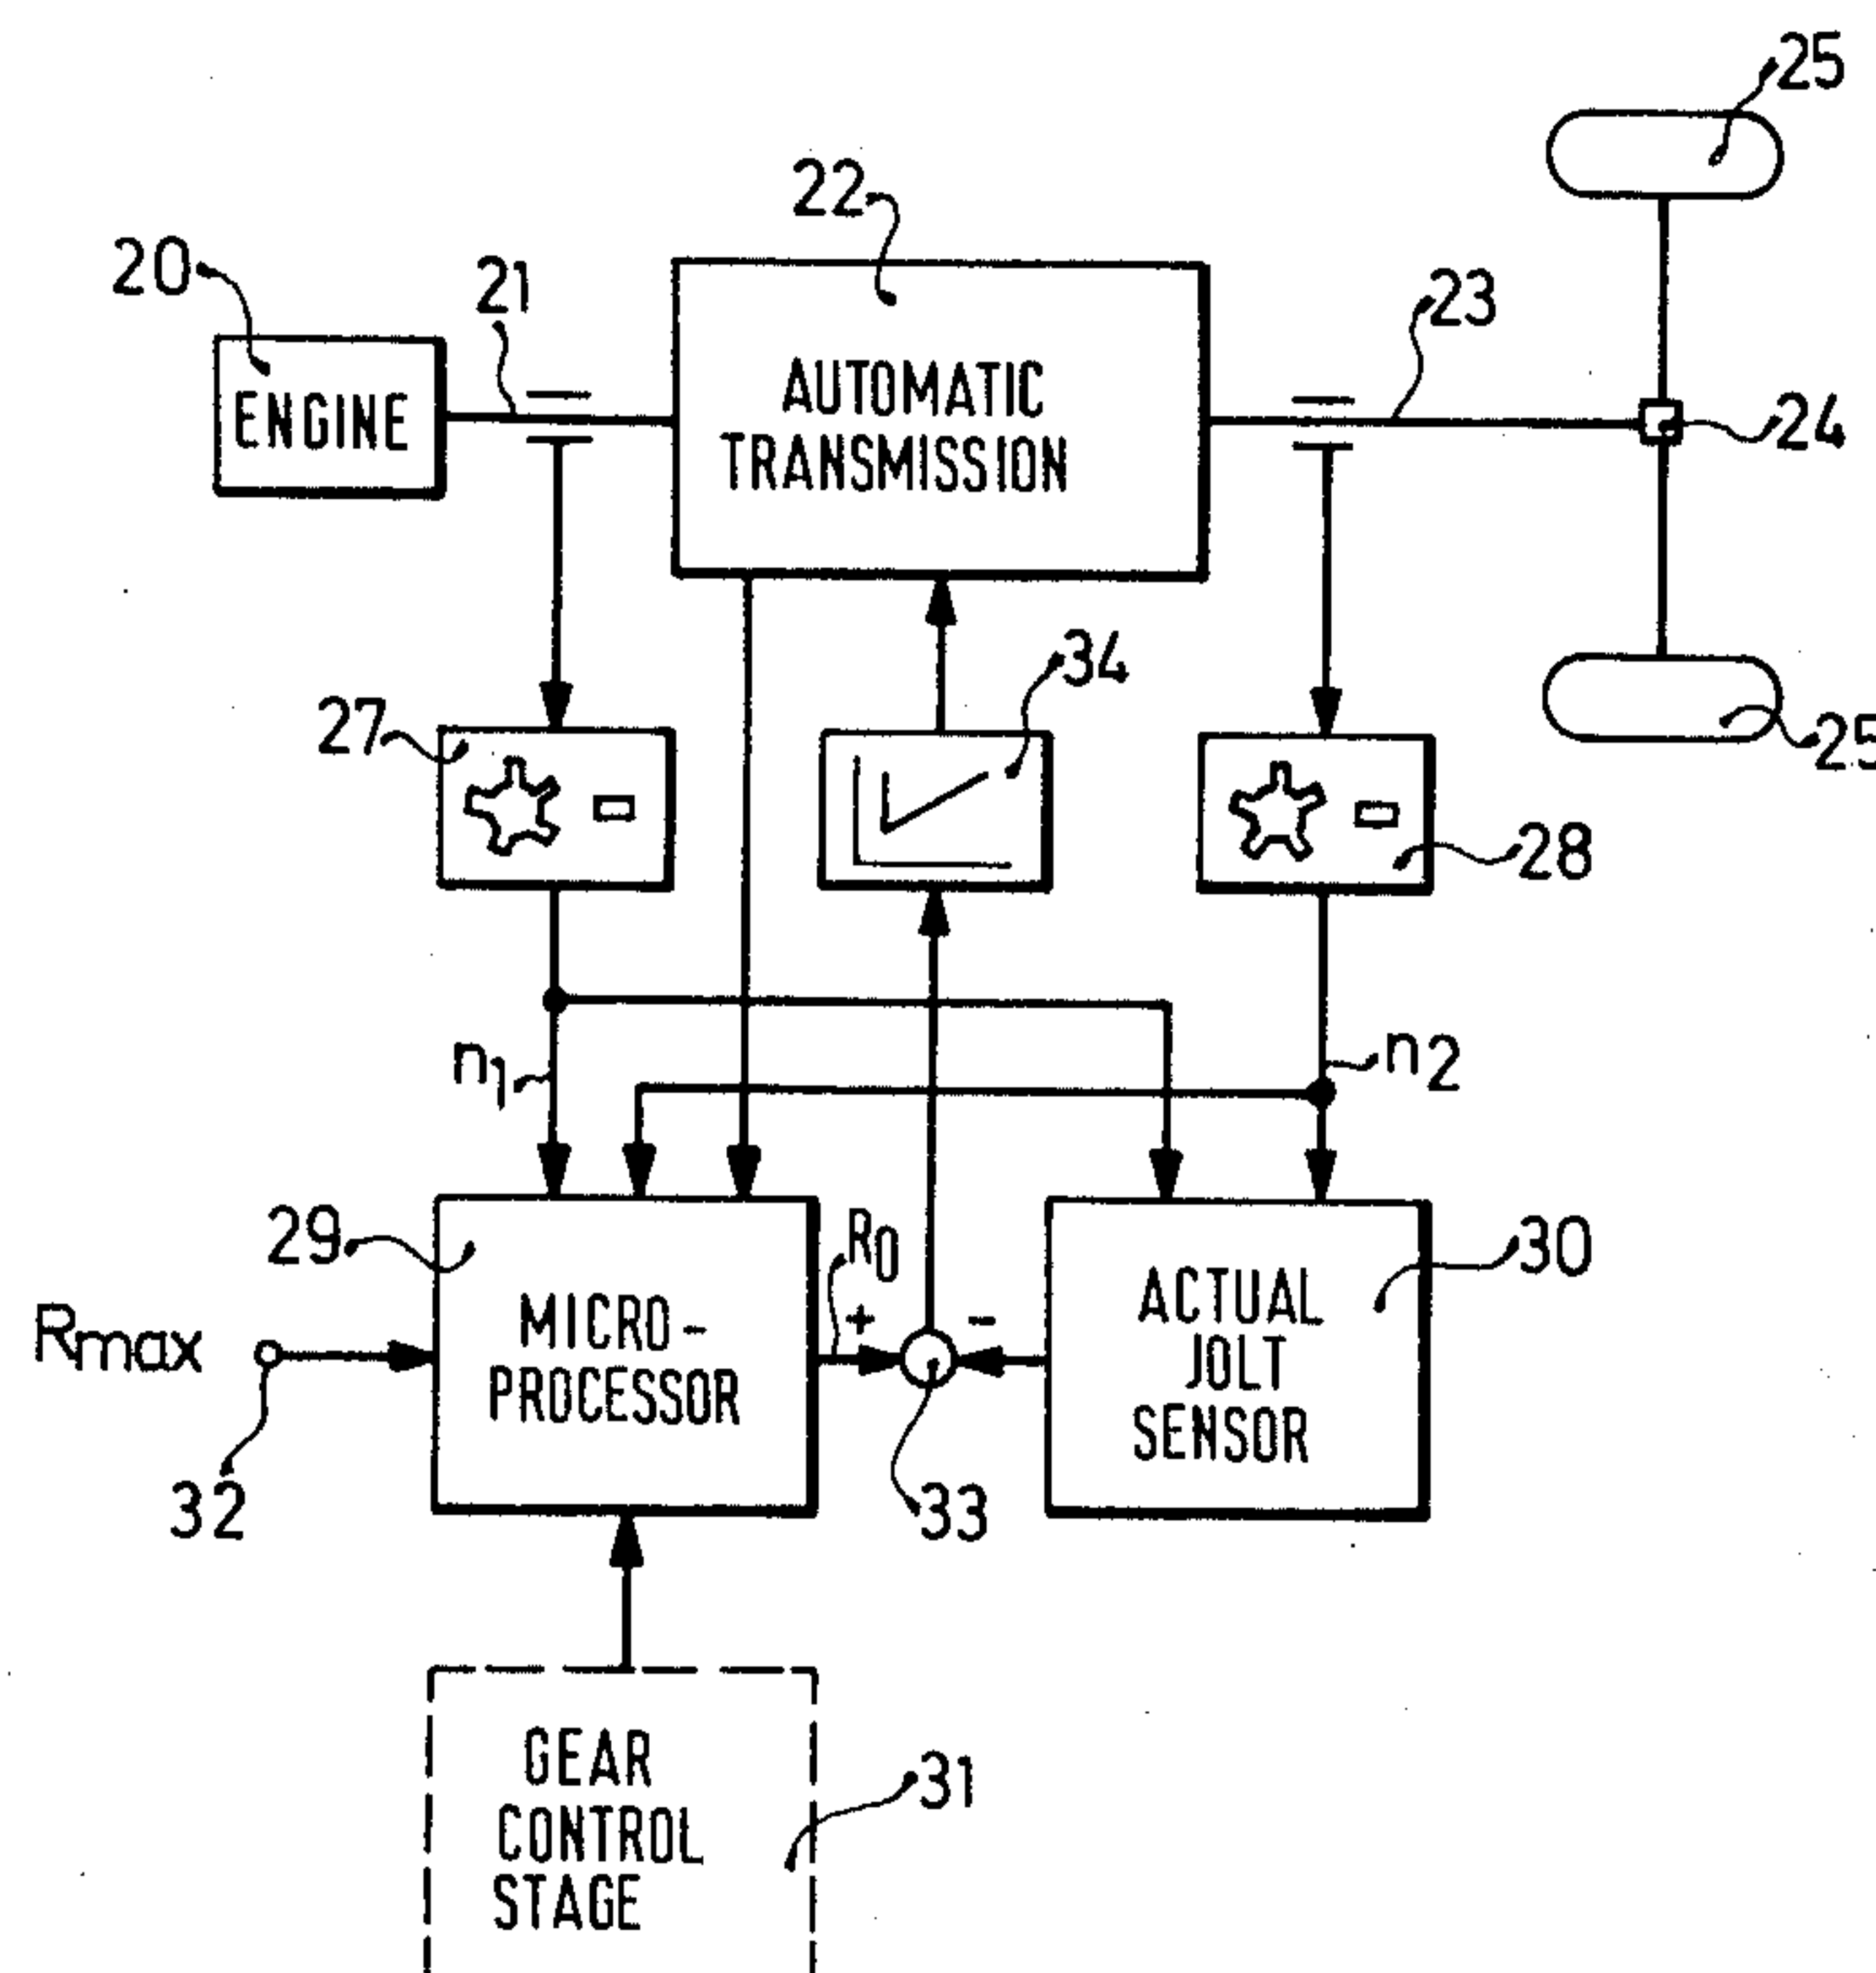 25
22
20
21
23
ENGINE
AUTOMATIC
TRANSMISSION
24
34
27
25
28
n1
n2
29
R0
30
MICRO-
PROCESSOR
+
-
ACTUAL
JOLT
SENSOR
Rmax
32
33
GEAR
CONTROL
STAGE
31